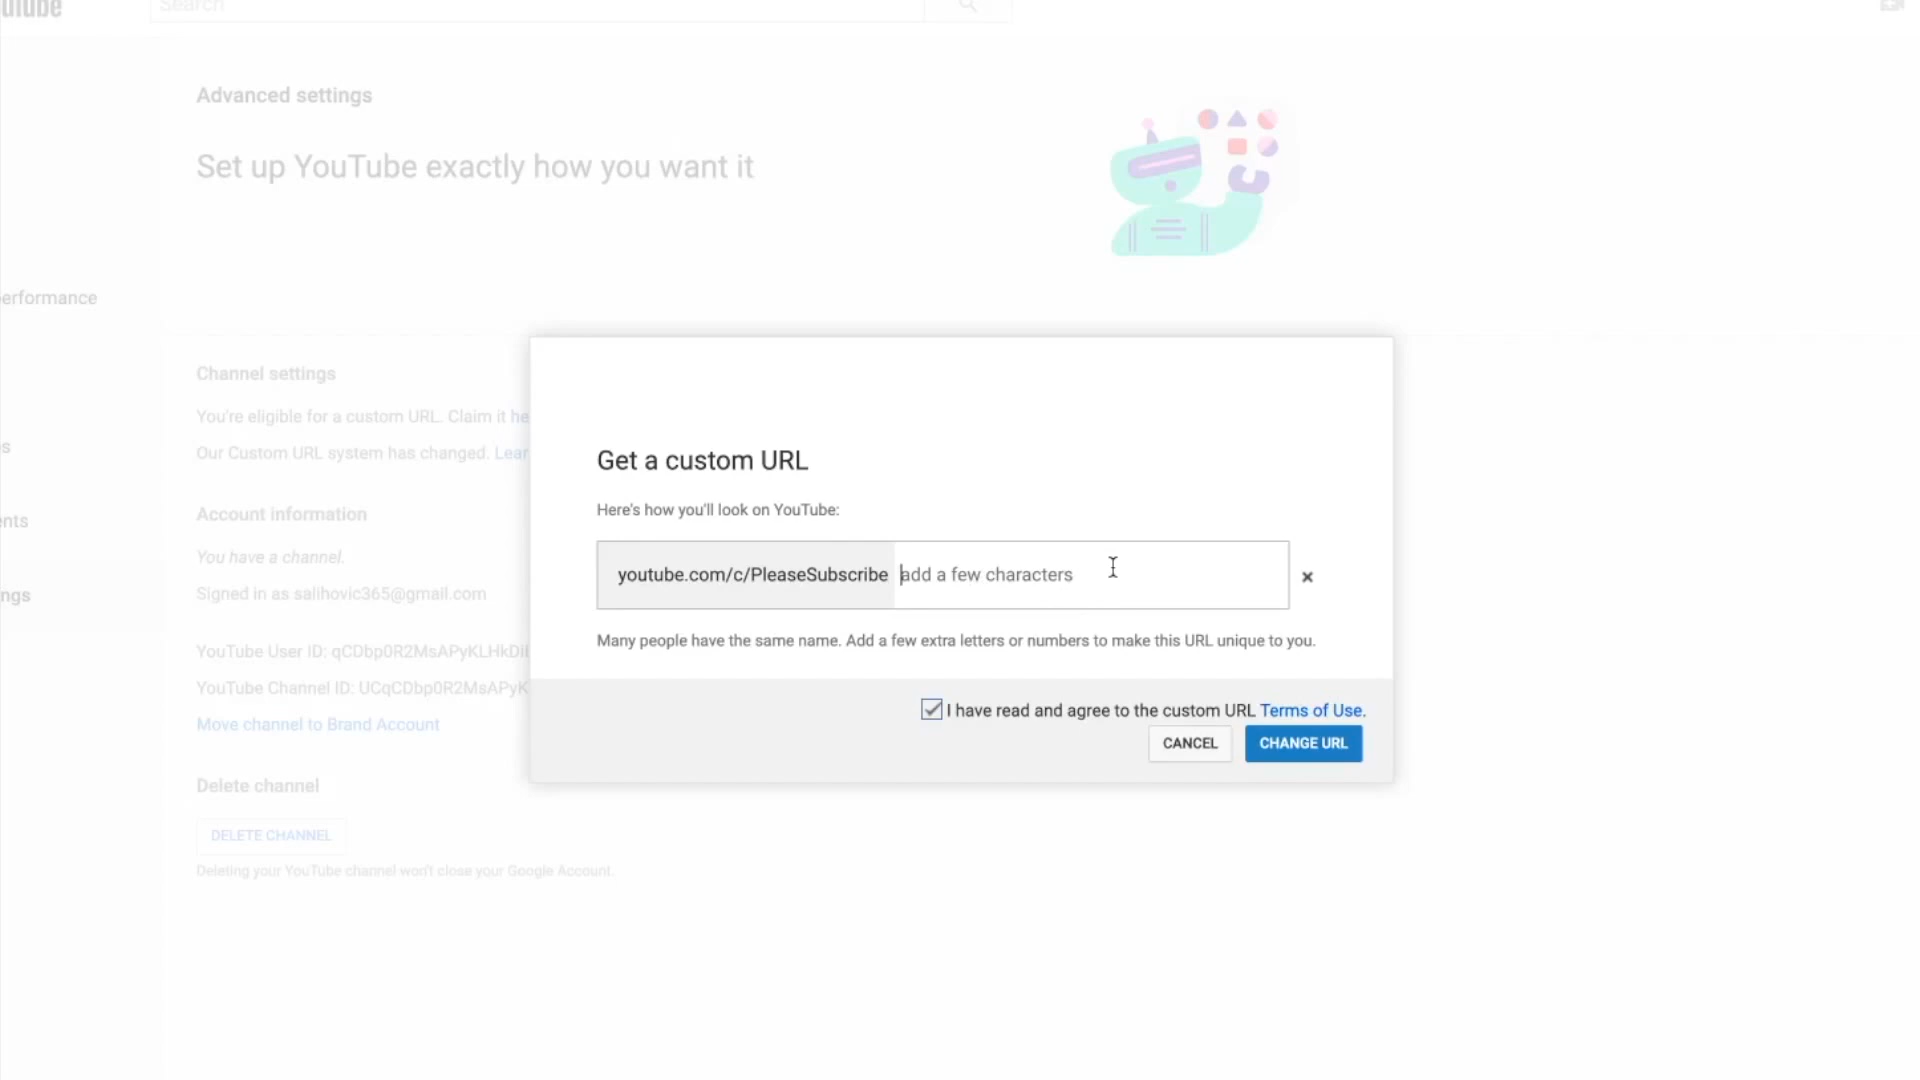 Search
Advanced settings
Set up YouTube exactly how you want it
erformance
Channel settings
You're eligible for a custom URL. Claim it he
s
Our Custom URL system has changed. Lear
Get a custom URL
Here's how you'll look on YouTube:
Account information
ents
You have a channel.
youtube.com/c/PleaseSubscribe add a few characters
ngs
Signed in as salihovic365@gmail.com
Many people have the same name. Add a few extra letters or numbers to make this URL unique to you.
YouTube User ID: qCDbp0R2MsAPyKLHkDiI
YouTube Channel ID: UCqCDbp0R2MsAPyK
I have read and agree to the custom URL Terms of Use.
Move channel to Brand Account
CANCEL CHANGE URL
Delete channel
DELETE CHANNEL
Deleting your YouTube channel won't close your Google Account.